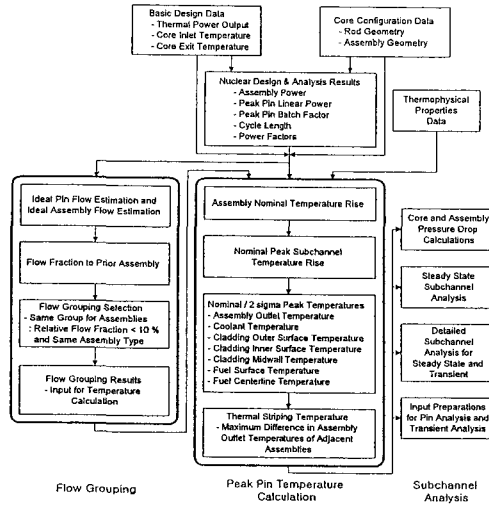 Basic Design Data
- Thermal Power Output
- Core Inlet Temperature
- Core Exit Temperature
Core Configuration Data
- Rod Geometry
- Assembly Geometry
Nuclear Design & Analysis Results
- Assembly Power
- Peak Pin Linear Power
- Peak Pin Batch Factor
- Cycle Length
- Power Factors
Thermophysical
Properties
Data
Ideal Pin Flow Estimation and
Ideal Assembly Flow Estimation
Flow Fraction to Prior Assembly
Flow Grouping Selection
- Same Group for Assemblies
: Relative Flow Fraction < 10 %
and Same Assembly Type
Flow Grouping Results
- Input for Temperature
Calculation
Flow Grouping
Assembly Nominal Temperature Rise
Nominal Peak Subchannel
Temperature Rise
Nominal / 2 sigma Peak Temperatures
- Assembly Outlet Temperature
- Coolant Temperature
- Cladding Outer Surface Temperature
- Cladding Inner Surface Temperature
- Cladding Midwall Temperature
- Fuel Surface Temperature
- Fuel Centerline Temperature
Thermal Striping Temperature
- Maximum Difference in Assembly
Outlet Temperatures of Adjacent
Assemblies
Peak Pin Temperature
Calculation
Core and Assembly
Pressure Drop
Calculations
Steady State
Subchannel
Analysis
Detailed
Subchannel
Analysis for
Steady State and
Transient
Input Preparations
for Pin Analysis and
Transient Analysis
Subchannel
Analysis